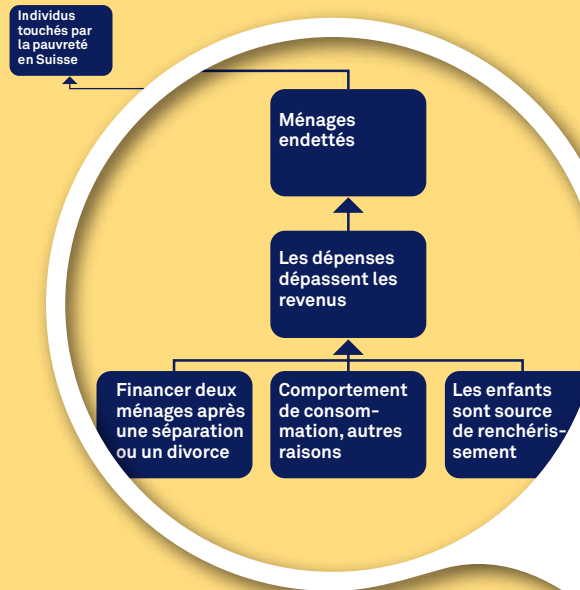 Individus
touchés par
la pauvreté
en Suisse
Ménages
endettés
Les dépenses
dépassent les
revenus
Financer deux
ménages après
une séparation
ou un divorce
Comportement
de consom-
mation, autres
raisons
Les enfants
sont source
de renchéris-
sement